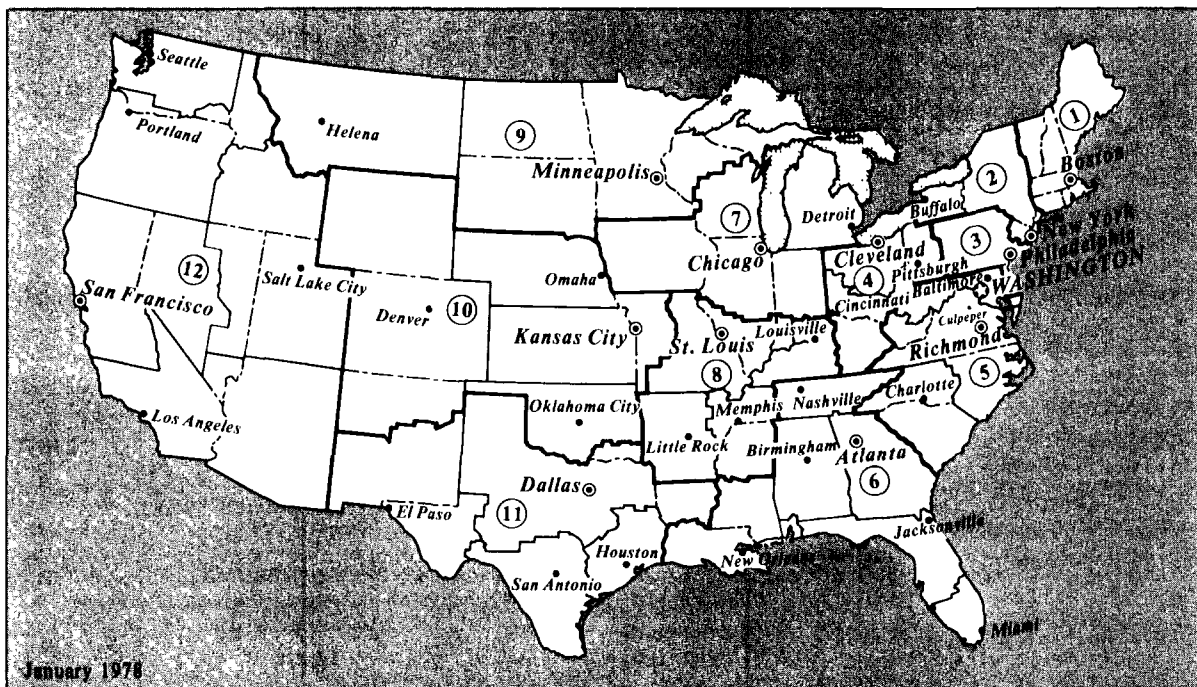 Seattle
Portland
Helena
9
Minneapolis
1
Boston
2
Buffalo
New York
3
Philadelphia
7
Detroit
Chicago
Cleveland
4
Pittsburgh
Cincinnati
Baltimore
WASHINGTON
12
San Francisco
Salt Lake City
Omaha
Denver
10
Kansas City
St. Louis
Louisville
8
Culpeper
Richmond
5
Charlotte
Los Angeles
Oklahoma City
Memphis
Nashville
Little Rock
Birmingham
Atlanta
6
Dallas
11
El Paso
Houston
San Antonio
New Orleans
Jacksonville
Miami
January 1978